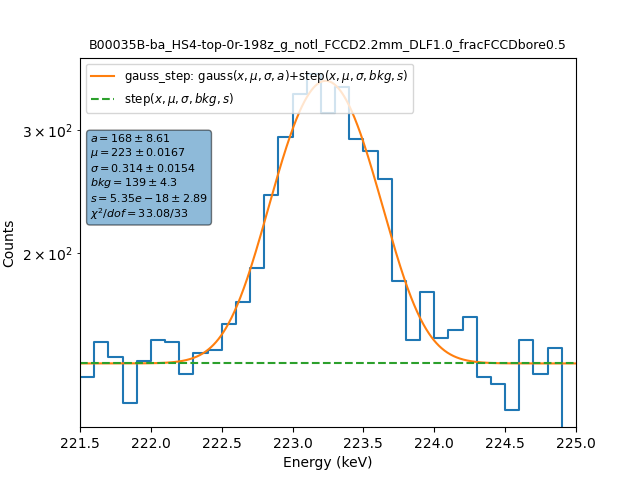 B00035B-ba_HS4-top-0r-198z_g_notl_FCCD2.2mm_DLF1.0_fracFCCDbore0.5
gauss_step: gauss(x, μ, σ, a)+step(x, μ, σ, bkg, s)
step(x, μ, σ, bkg, s)
a = 168 ± 8.61
μ = 223 ± 0.0167
σ = 0.314 ± 0.0154
bkg = 139 ± 4.3
s = 5.35e − 18 ± 2.89
χ²/dof = 33.08/33
3 × 10²
2 × 10²
Counts
221.5 222.0 222.5 223.0 223.5 224.0 224.5 225.0
Energy (keV)